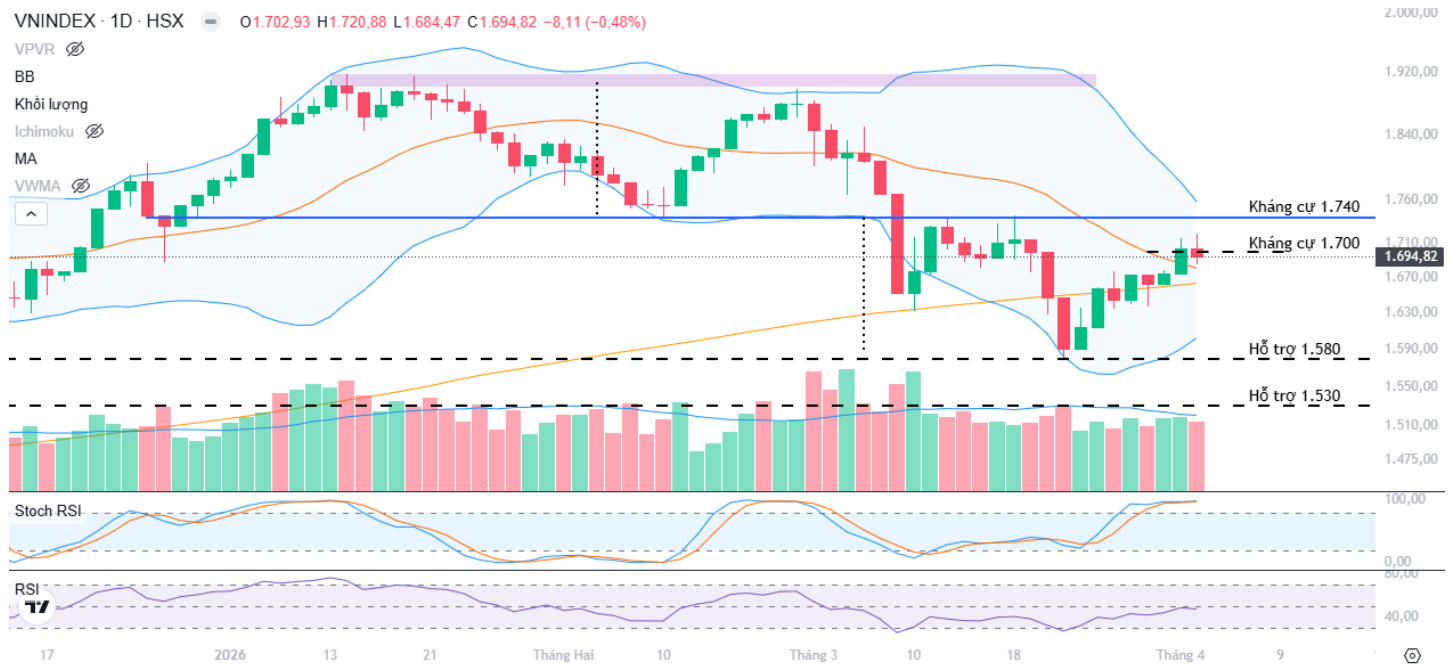 VNINDEX · 1D · HSX O1.702,93 H1.720,88 L1.684,47 C1.694,82 −8,11 (−0,48%)
VPVR
BB
Khối lượng
Ichimoku
MA
VWMA
2.000,00
1.920,00
1.840,00
1.760,00
Kháng cự 1.740
1.710,00
Kháng cự 1.700
1.694,82
1.670,00
1.630,00
1.590,00
Hỗ trợ 1.580
1.550,00
Hỗ trợ 1.530
1.510,00
1.475,00
Stoch RSI
100,00
0,00
RSI
80,00
40,00
17 2026 13 21 Tháng Hai 10 Tháng 3 10 18 Tháng 4 9